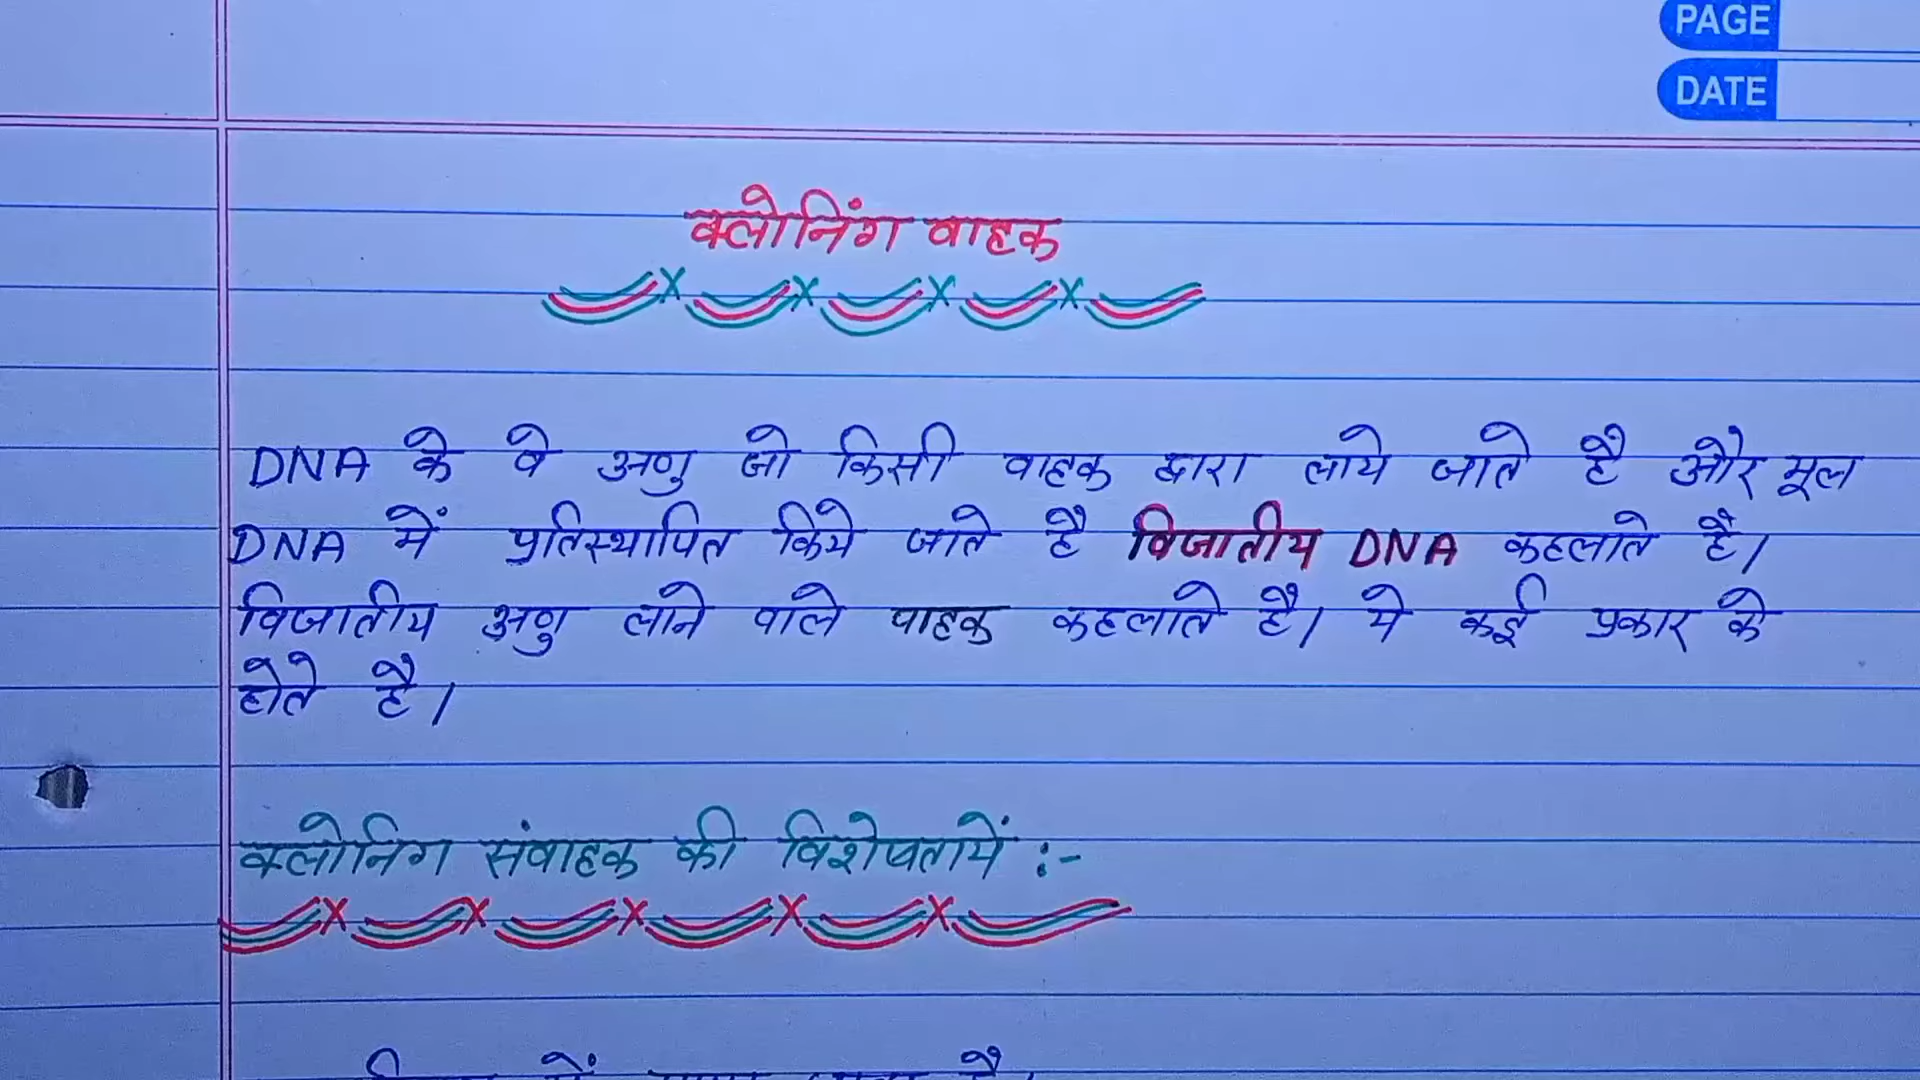 PAGE
DATE
क्लोनिंग वाहक
DNA के वे अणु जो किसी वाहक द्वारा लाये जाते है और मूल
DNA में प्रतिस्थापित किये जाते है विजातीय DNA कहलाते है।
विजातीय अणु लाने वाले वाहक कहलाते है। ये कई प्रकार के
होते है।
क्लोनिंग संवाहक की विशेषतायें :-